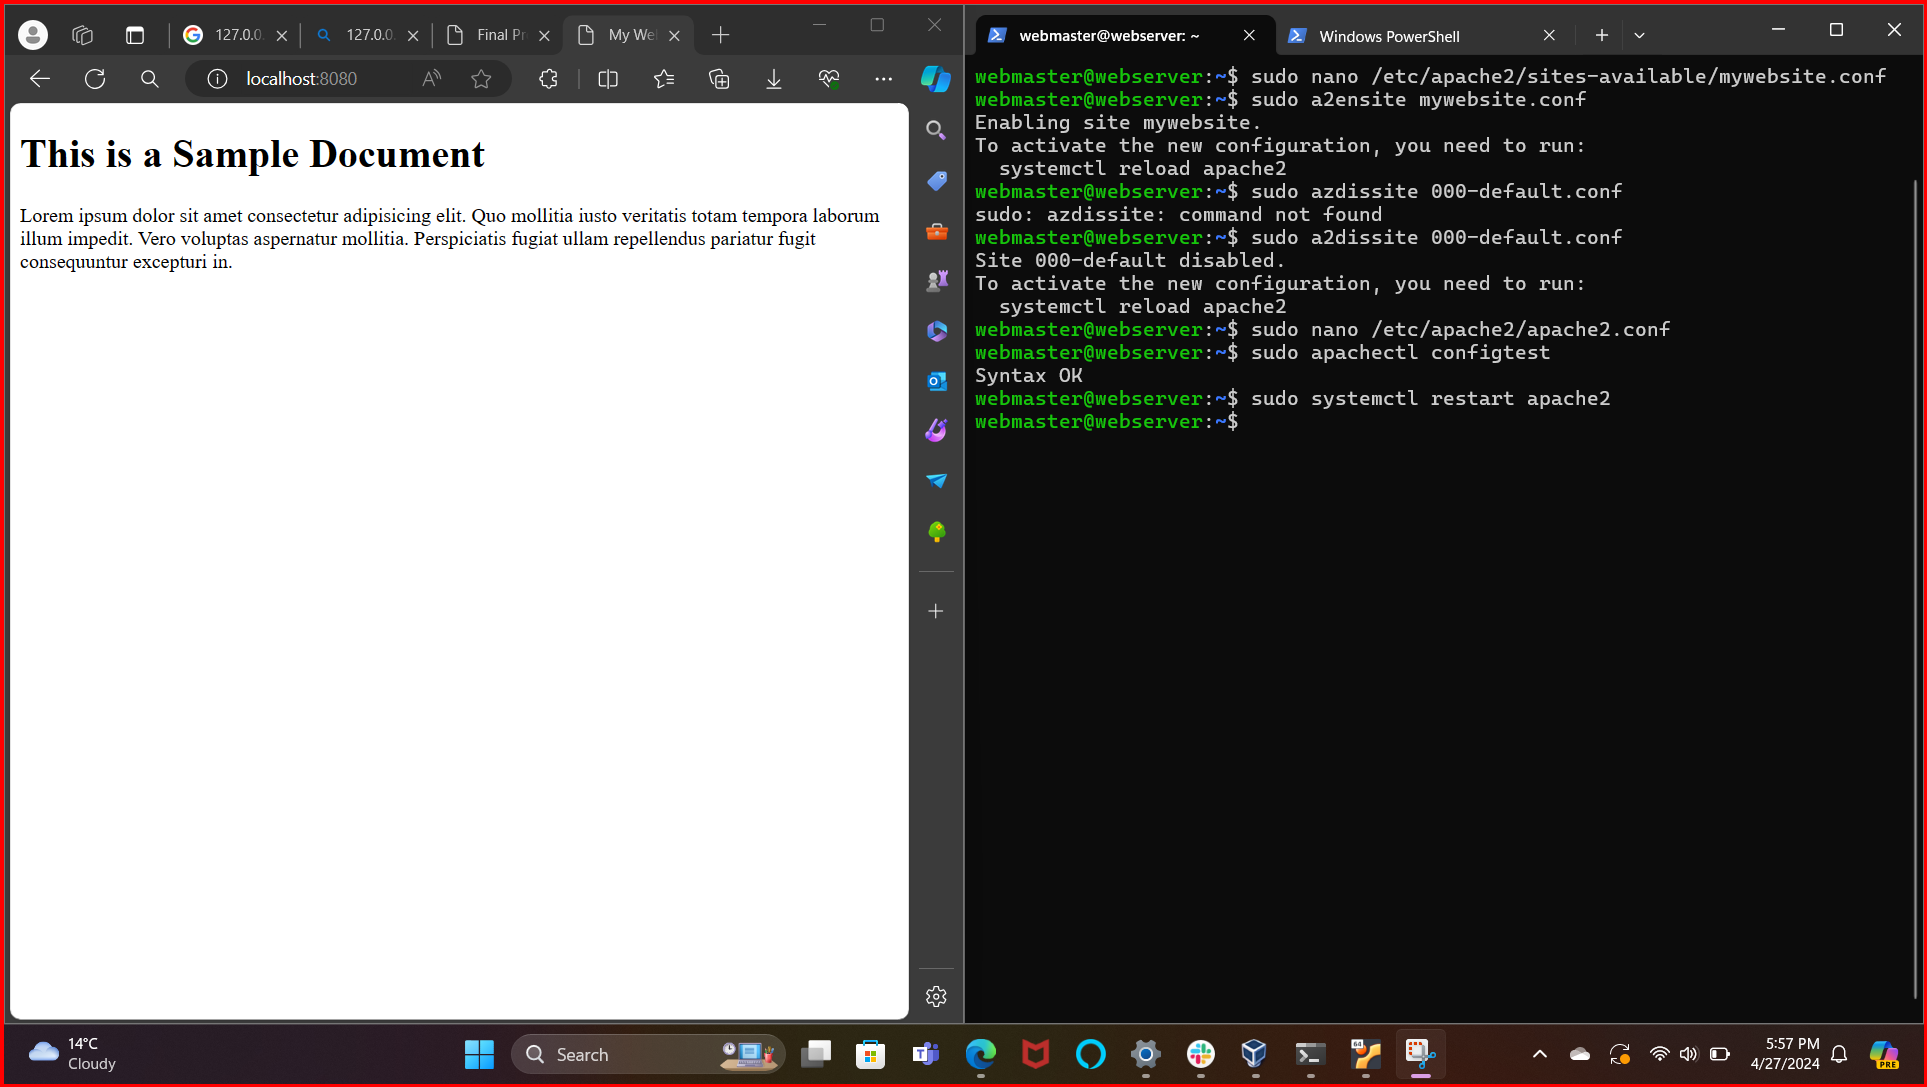 127.0.0.
127.0.0.
Final Pr
My Web
localhost:8080
This is a Sample Document
Lorem ipsum dolor sit amet consectetur adipisicing elit. Quo mollitia iusto veritatis totam tempora laborum
illum impedit. Vero voluptas aspernatur mollitia. Perspiciatis fugiat ullam repellendus pariatur fugit
consequuntur excepturi in.
webmaster@webserver: ~
Windows PowerShell
webmaster@webserver:~$ sudo nano /etc/apache2/sites-available/mywebsite.conf
webmaster@webserver:~$ sudo a2ensite mywebsite.conf
Enabling site mywebsite.
To activate the new configuration, you need to run:
  systemctl reload apache2
webmaster@webserver:~$ sudo azdissite 000-default.conf
sudo: azdissite: command not found
webmaster@webserver:~$ sudo a2dissite 000-default.conf
Site 000-default disabled.
To activate the new configuration, you need to run:
  systemctl reload apache2
webmaster@webserver:~$ sudo nano /etc/apache2/apache2.conf
webmaster@webserver:~$ sudo apachectl configtest
Syntax OK
webmaster@webserver:~$ sudo systemctl restart apache2
webmaster@webserver:~$
14°C
Cloudy
Search
5:57 PM
4/27/2024
PRE